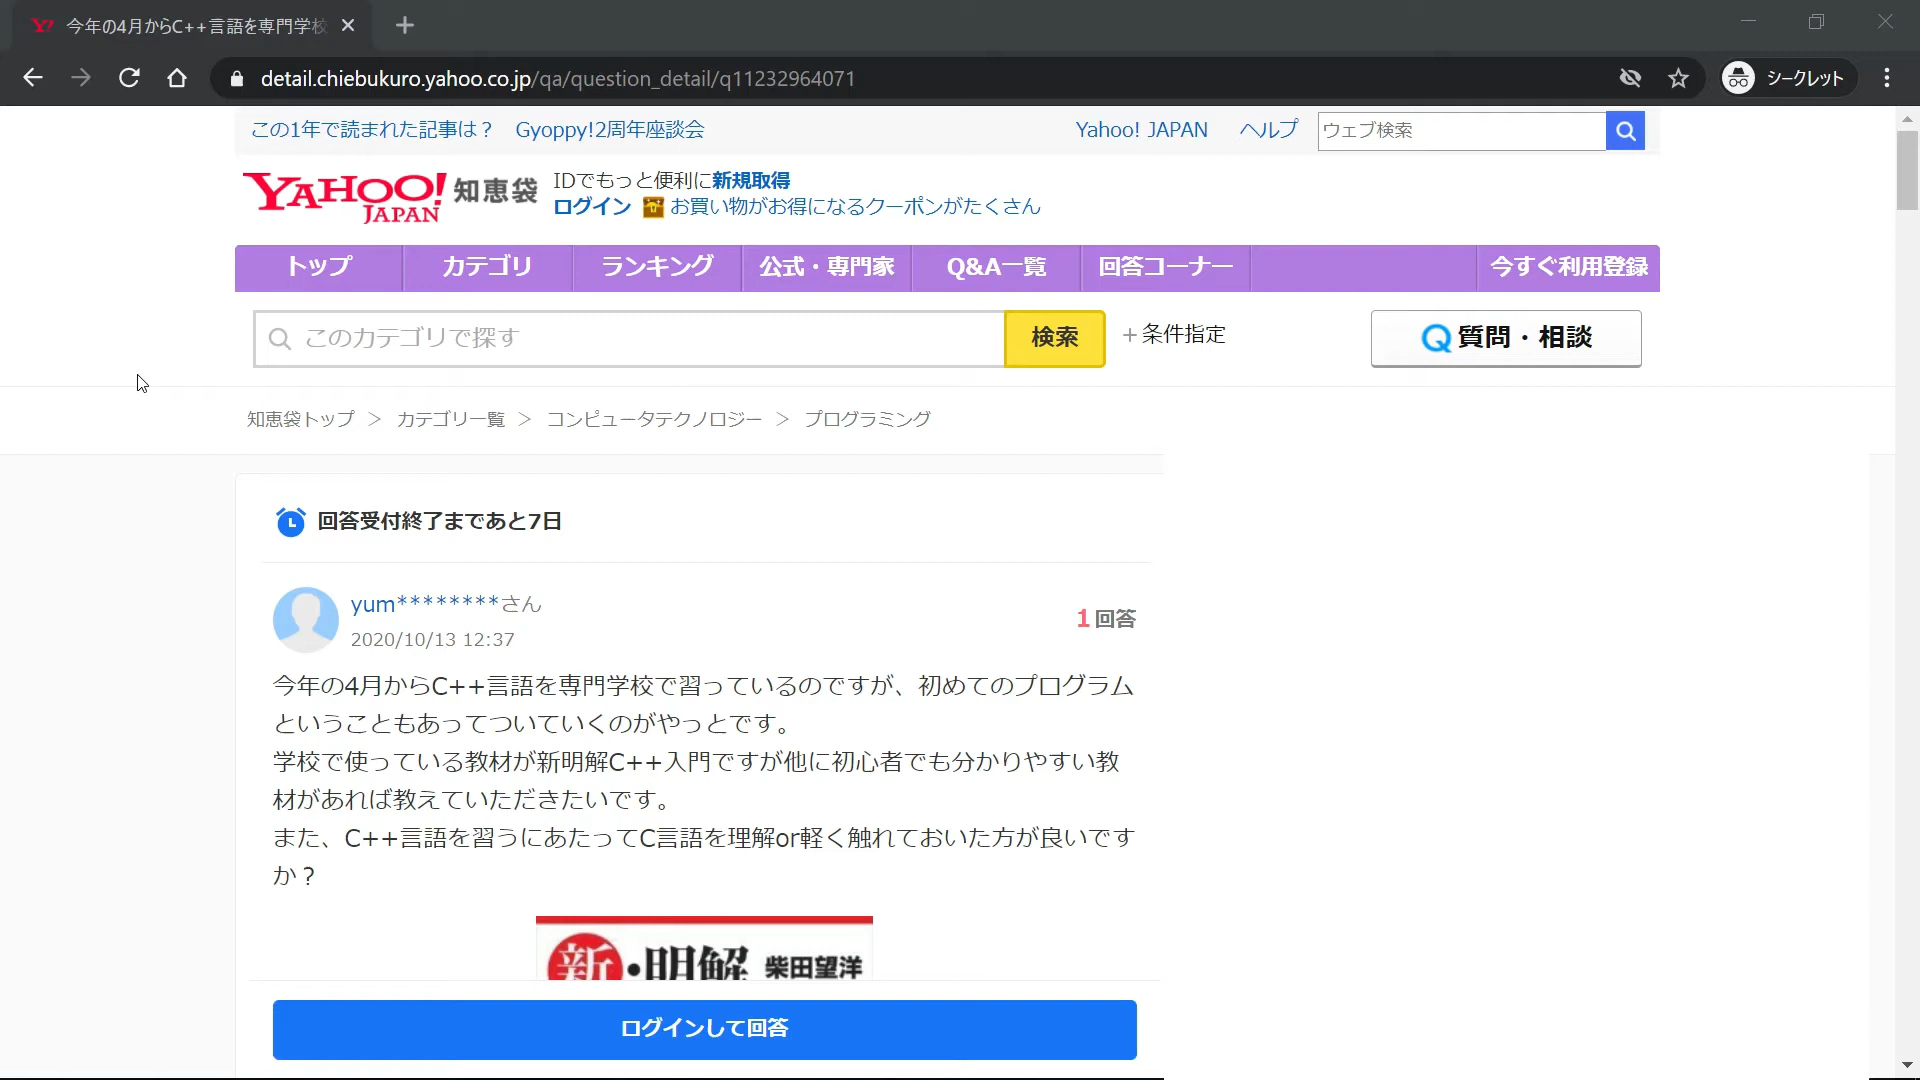 今年の4月からC++言語を専門学校
detail.chiebukuro.yahoo.co.jp/qa/question_detail/q11232964071
シークレット
この1年で読まれた記事は？ Gyoppy!2周年座談会 Yahoo! JAPAN ヘルプ ウェブ検索
YAHOO! JAPAN 知恵袋
IDでもっと便利に新規取得
ログイン お買い物がお得になるクーポンがたくさん
トップ カテゴリ ランキング 公式・専門家 Q&A一覧 回答コーナー 今すぐ利用登録
このカテゴリで探す 検索 +条件指定 Q質問・相談
知恵袋トップ > カテゴリ一覧 > コンピュータテクノロジー > プログラミング
回答受付終了まであと7日
yum********さん
2020/10/13 12:37
1回答
今年の4月からC++言語を専門学校で習っているのですが、初めてのプログラム
ということもあってついていくのがやっとです。
学校で使っている教材が新明解C++入門ですが他に初心者でも分かりやすい教
材があれば教えていただきたいです。
また、C++言語を習うにあたってC言語を理解or軽く触れておいた方が良いです
か？
新・明解 柴田望洋
ログインして回答